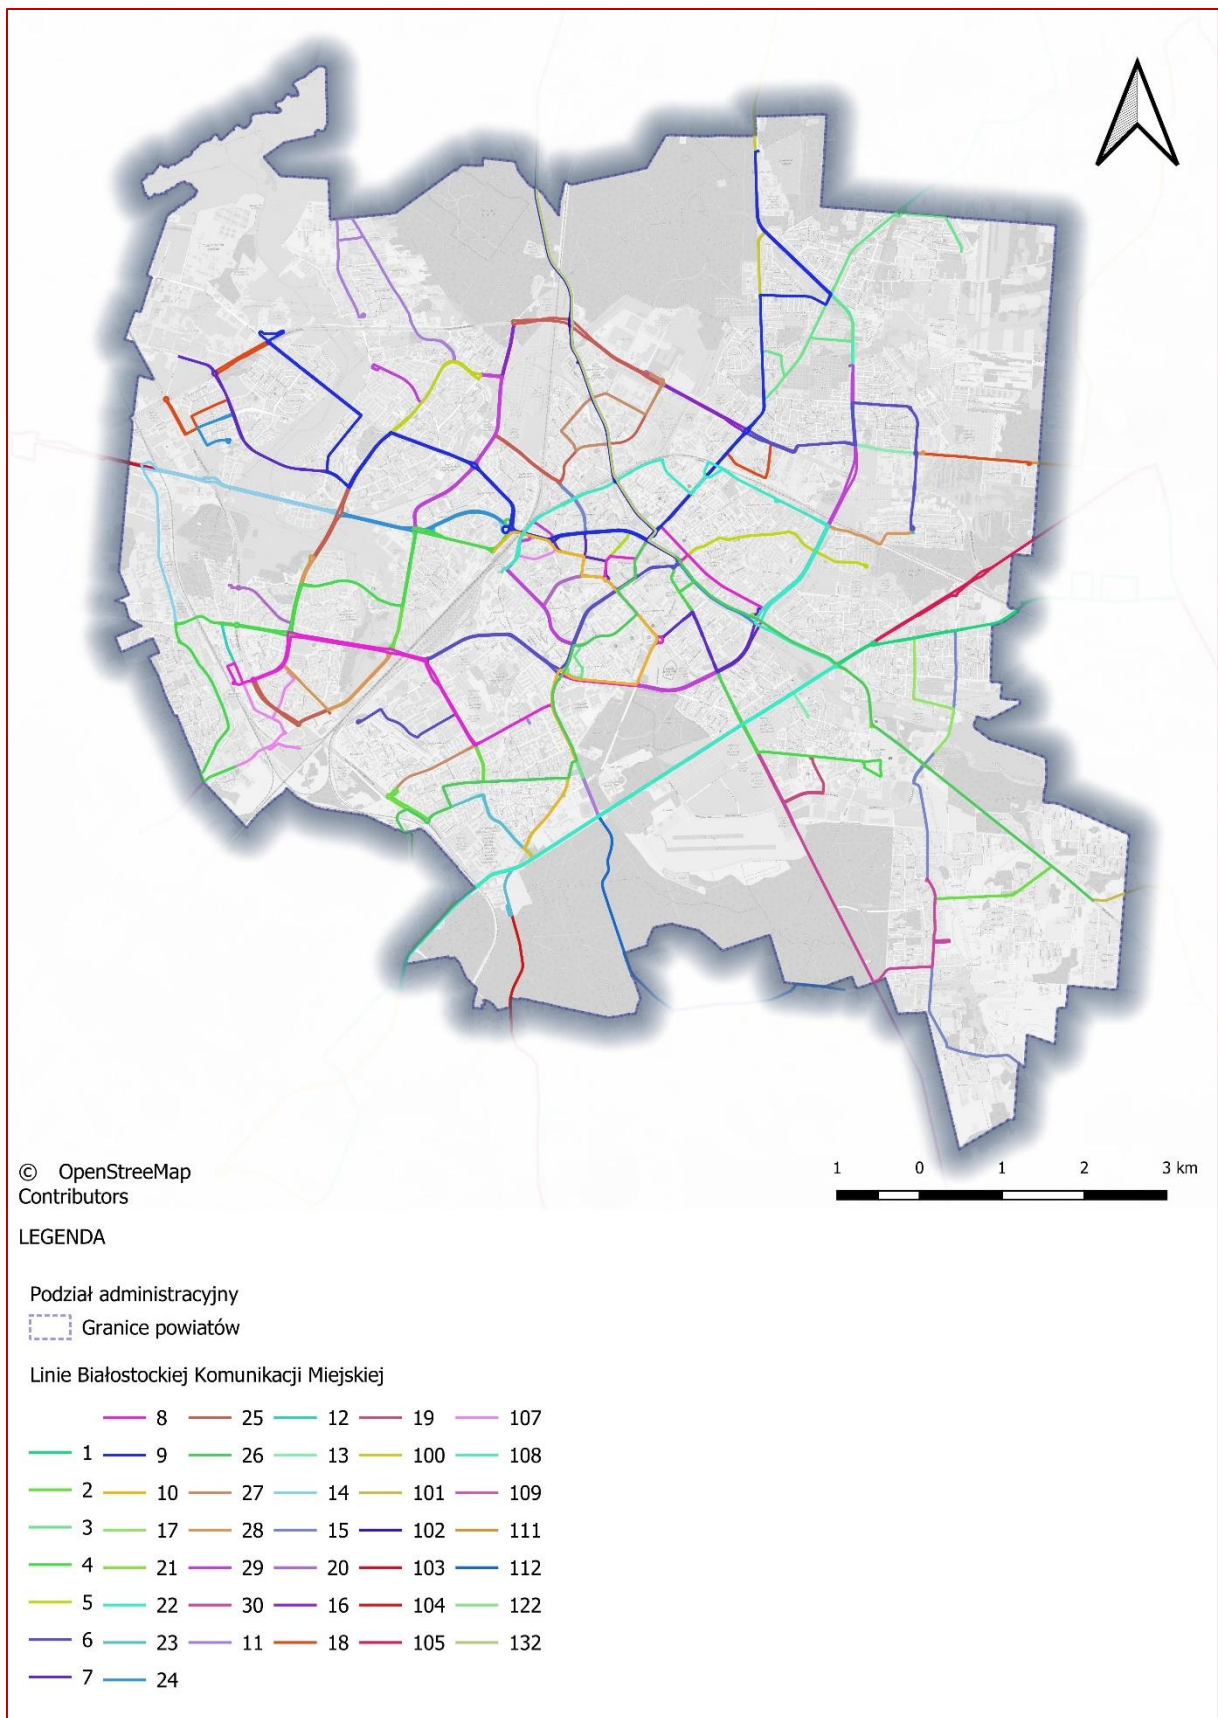 © OpenStreeMap
Contributors
1 0 1 2 3 km
LEGENDA
Podział administracyjny
Granice powiatów
Linie Białostockiej Komunikacji Miejskiej
8 25 12 19 107
1 9 26 13 100 108
2 10 27 14 101 109
3 17 28 15 102 111
4 21 29 20 103 112
5 22 30 16 104 122
6 23 11 18 105 132
7 24